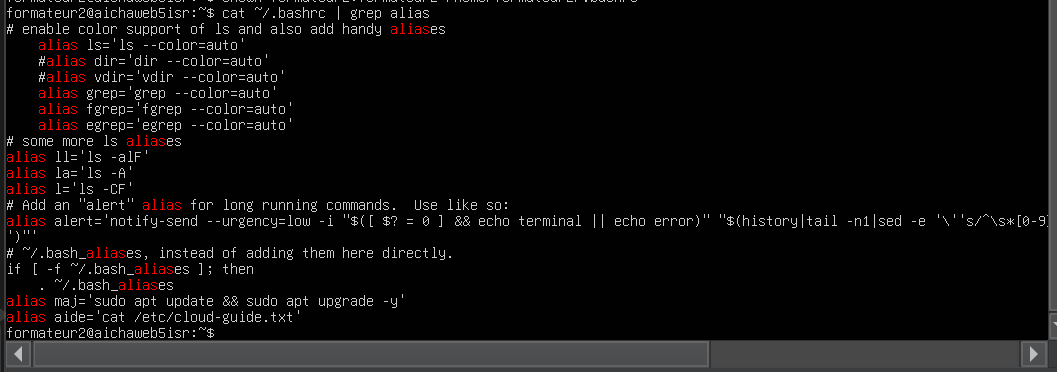 formateur2@aichaweb5isr:~$ cat ~/.bashrc | grep alias
# enable color support of ls and also add handy aliases
    alias ls='ls --color=auto'
    #alias dir='dir --color=auto'
    #alias vdir='vdir --color=auto'
    alias grep='grep --color=auto'
    alias fgrep='fgrep --color=auto'
    alias egrep='egrep --color=auto'
# some more ls aliases
alias ll='ls -alF'
alias la='ls -A'
alias l='ls -CF'
# Add an "alert" alias for long running commands.  Use like so:
alias alert='notify-send --urgency=low -i "$([ $? = 0 ] && echo terminal || echo error)" "$(history|tail -n1|sed -e '\''s/^\s*[0-9]
')"'
# ~/.bash_aliases, instead of adding them here directly.
if [ -f ~/.bash_aliases ]; then
    . ~/.bash_aliases
alias maj='sudo apt update && sudo apt upgrade -y'
alias aide='cat /etc/cloud-guide.txt'
formateur2@aichaweb5isr:~$